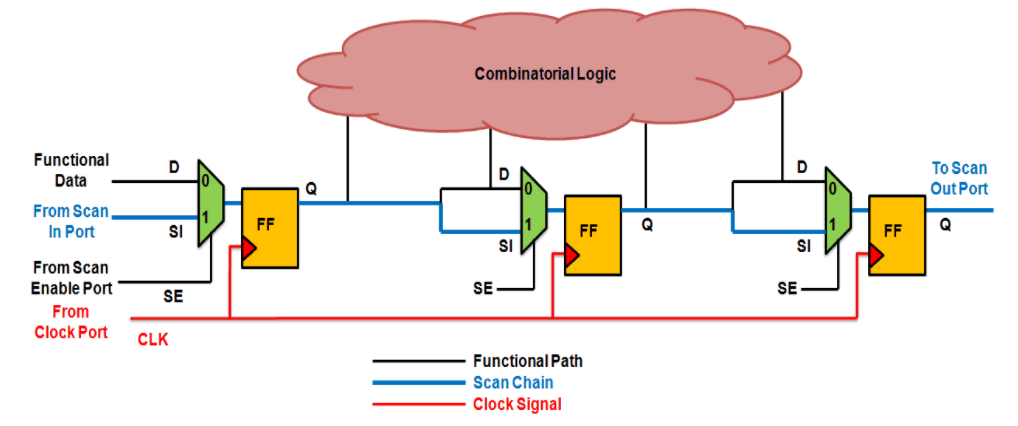 Combinatorial Logic
Functional
Data
D
0
From Scan
In Port
1
SI
Q
FF
From Scan
Enable Port
SE
From
Clock Port
CLK
D
0
1
SI
SE
FF
Q
D
0
1
SI
SE
FF
Q
To Scan
Out Port
Functional Path
Scan Chain
Clock Signal